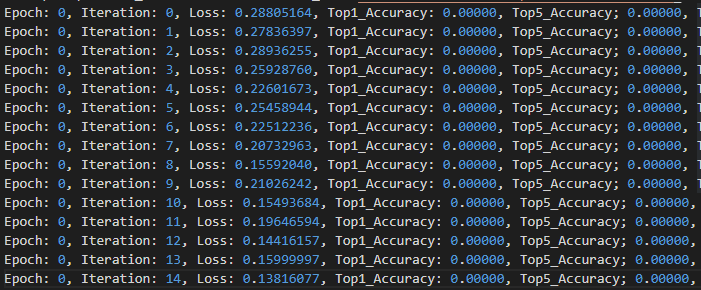 Epoch: 0, Iteration: 0, Loss: 0.28805164, Top1_Accuracy: 0.00000, Top5_Accuracy; 0.00000,
Epoch: 0, Iteration: 1, Loss: 0.27836397, Top1_Accuracy: 0.00000, Top5_Accuracy; 0.00000,
Epoch: 0, Iteration: 2, Loss: 0.28936255, Top1_Accuracy: 0.00000, Top5_Accuracy; 0.00000,
Epoch: 0, Iteration: 3, Loss: 0.25928760, Top1_Accuracy: 0.00000, Top5_Accuracy; 0.00000,
Epoch: 0, Iteration: 4, Loss: 0.22601673, Top1_Accuracy: 0.00000, Top5_Accuracy; 0.00000,
Epoch: 0, Iteration: 5, Loss: 0.25458944, Top1_Accuracy: 0.00000, Top5_Accuracy; 0.00000,
Epoch: 0, Iteration: 6, Loss: 0.22512236, Top1_Accuracy: 0.00000, Top5_Accuracy; 0.00000,
Epoch: 0, Iteration: 7, Loss: 0.20732963, Top1_Accuracy: 0.00000, Top5_Accuracy; 0.00000,
Epoch: 0, Iteration: 8, Loss: 0.15592040, Top1_Accuracy: 0.00000, Top5_Accuracy; 0.00000,
Epoch: 0, Iteration: 9, Loss: 0.21026242, Top1_Accuracy: 0.00000, Top5_Accuracy; 0.00000,
Epoch: 0, Iteration: 10, Loss: 0.15493684, Top1_Accuracy: 0.00000, Top5_Accuracy; 0.00000,
Epoch: 0, Iteration: 11, Loss: 0.19646594, Top1_Accuracy: 0.00000, Top5_Accuracy; 0.00000,
Epoch: 0, Iteration: 12, Loss: 0.14416157, Top1_Accuracy: 0.00000, Top5_Accuracy; 0.00000,
Epoch: 0, Iteration: 13, Loss: 0.15999997, Top1_Accuracy: 0.00000, Top5_Accuracy; 0.00000,
Epoch: 0, Iteration: 14, Loss: 0.13816077, Top1_Accuracy: 0.00000, Top5_Accuracy; 0.00000,